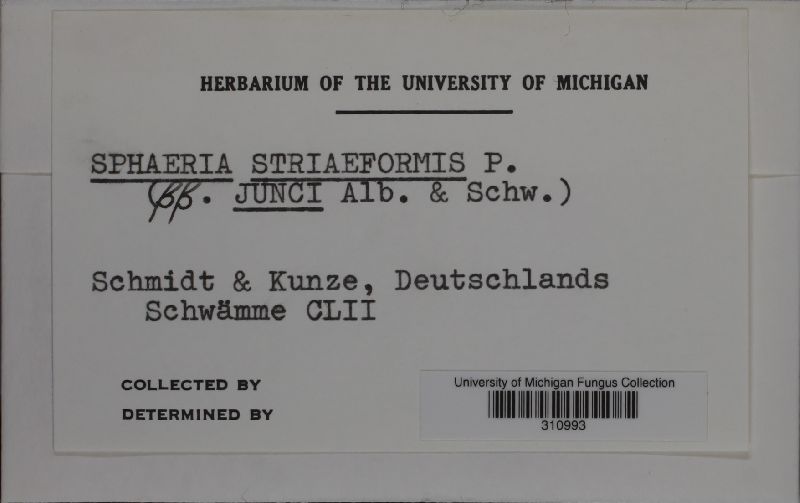 HERBARIUM OF THE UNIVERSITY OF MICHIGAN
SPHAERIA STRIAEFORMIS P.
(ββ. JUNCI Alb. & Schw.)
Schmidt & Kunze, Deutschlands
Schwämme CLII
COLLECTED BY
DETERMINED BY
University of Michigan Fungus Collection
310993